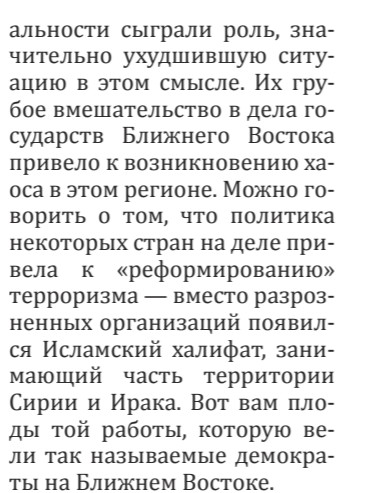 альности сыграли роль, зна-
чительно ухудшившую ситу-
ацию в этом смысле. Их гру-
бое вмешательство в дела го-
сударств Ближнего Востока
привело к возникновению ха-
оса в этом регионе. Можно го-
ворить о том, что политика
некоторых стран на деле при-
вела к «реформированию»
терроризма — вместо разроз-
ненных организаций появил-
ся Исламский халифат, зани-
мающий часть территории
Сирии и Ирака. Вот вам пло-
ды той работы, которую ве-
ли так называемые демокра-
ты на Ближнем Востоке.